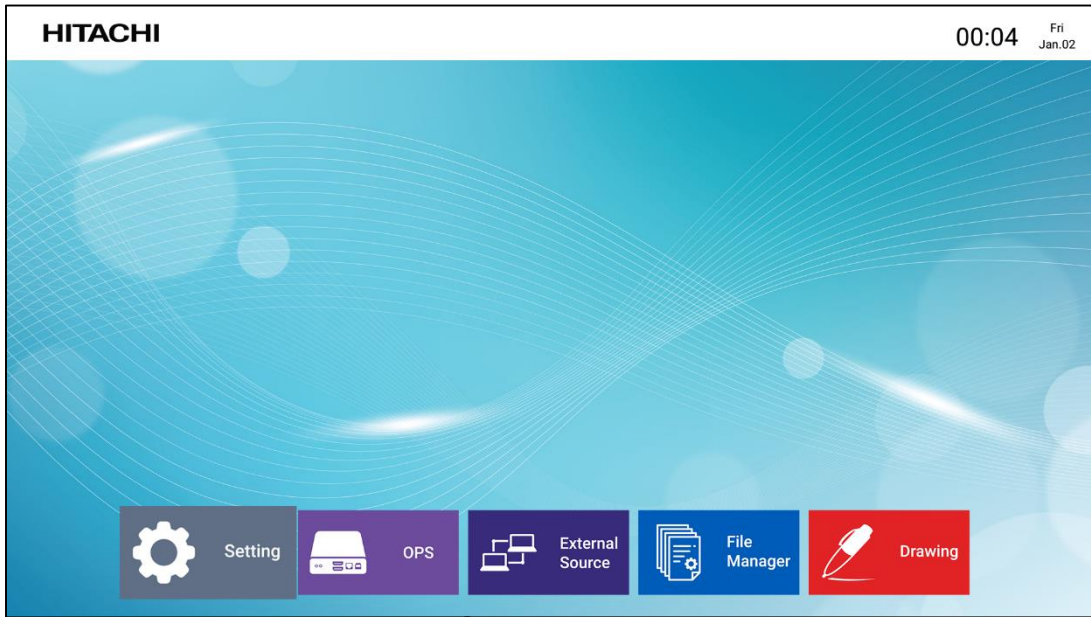 HITACHI
00:04
Fri
Jan.02
Setting
OPS
External
Source
File
Manager
Drawing